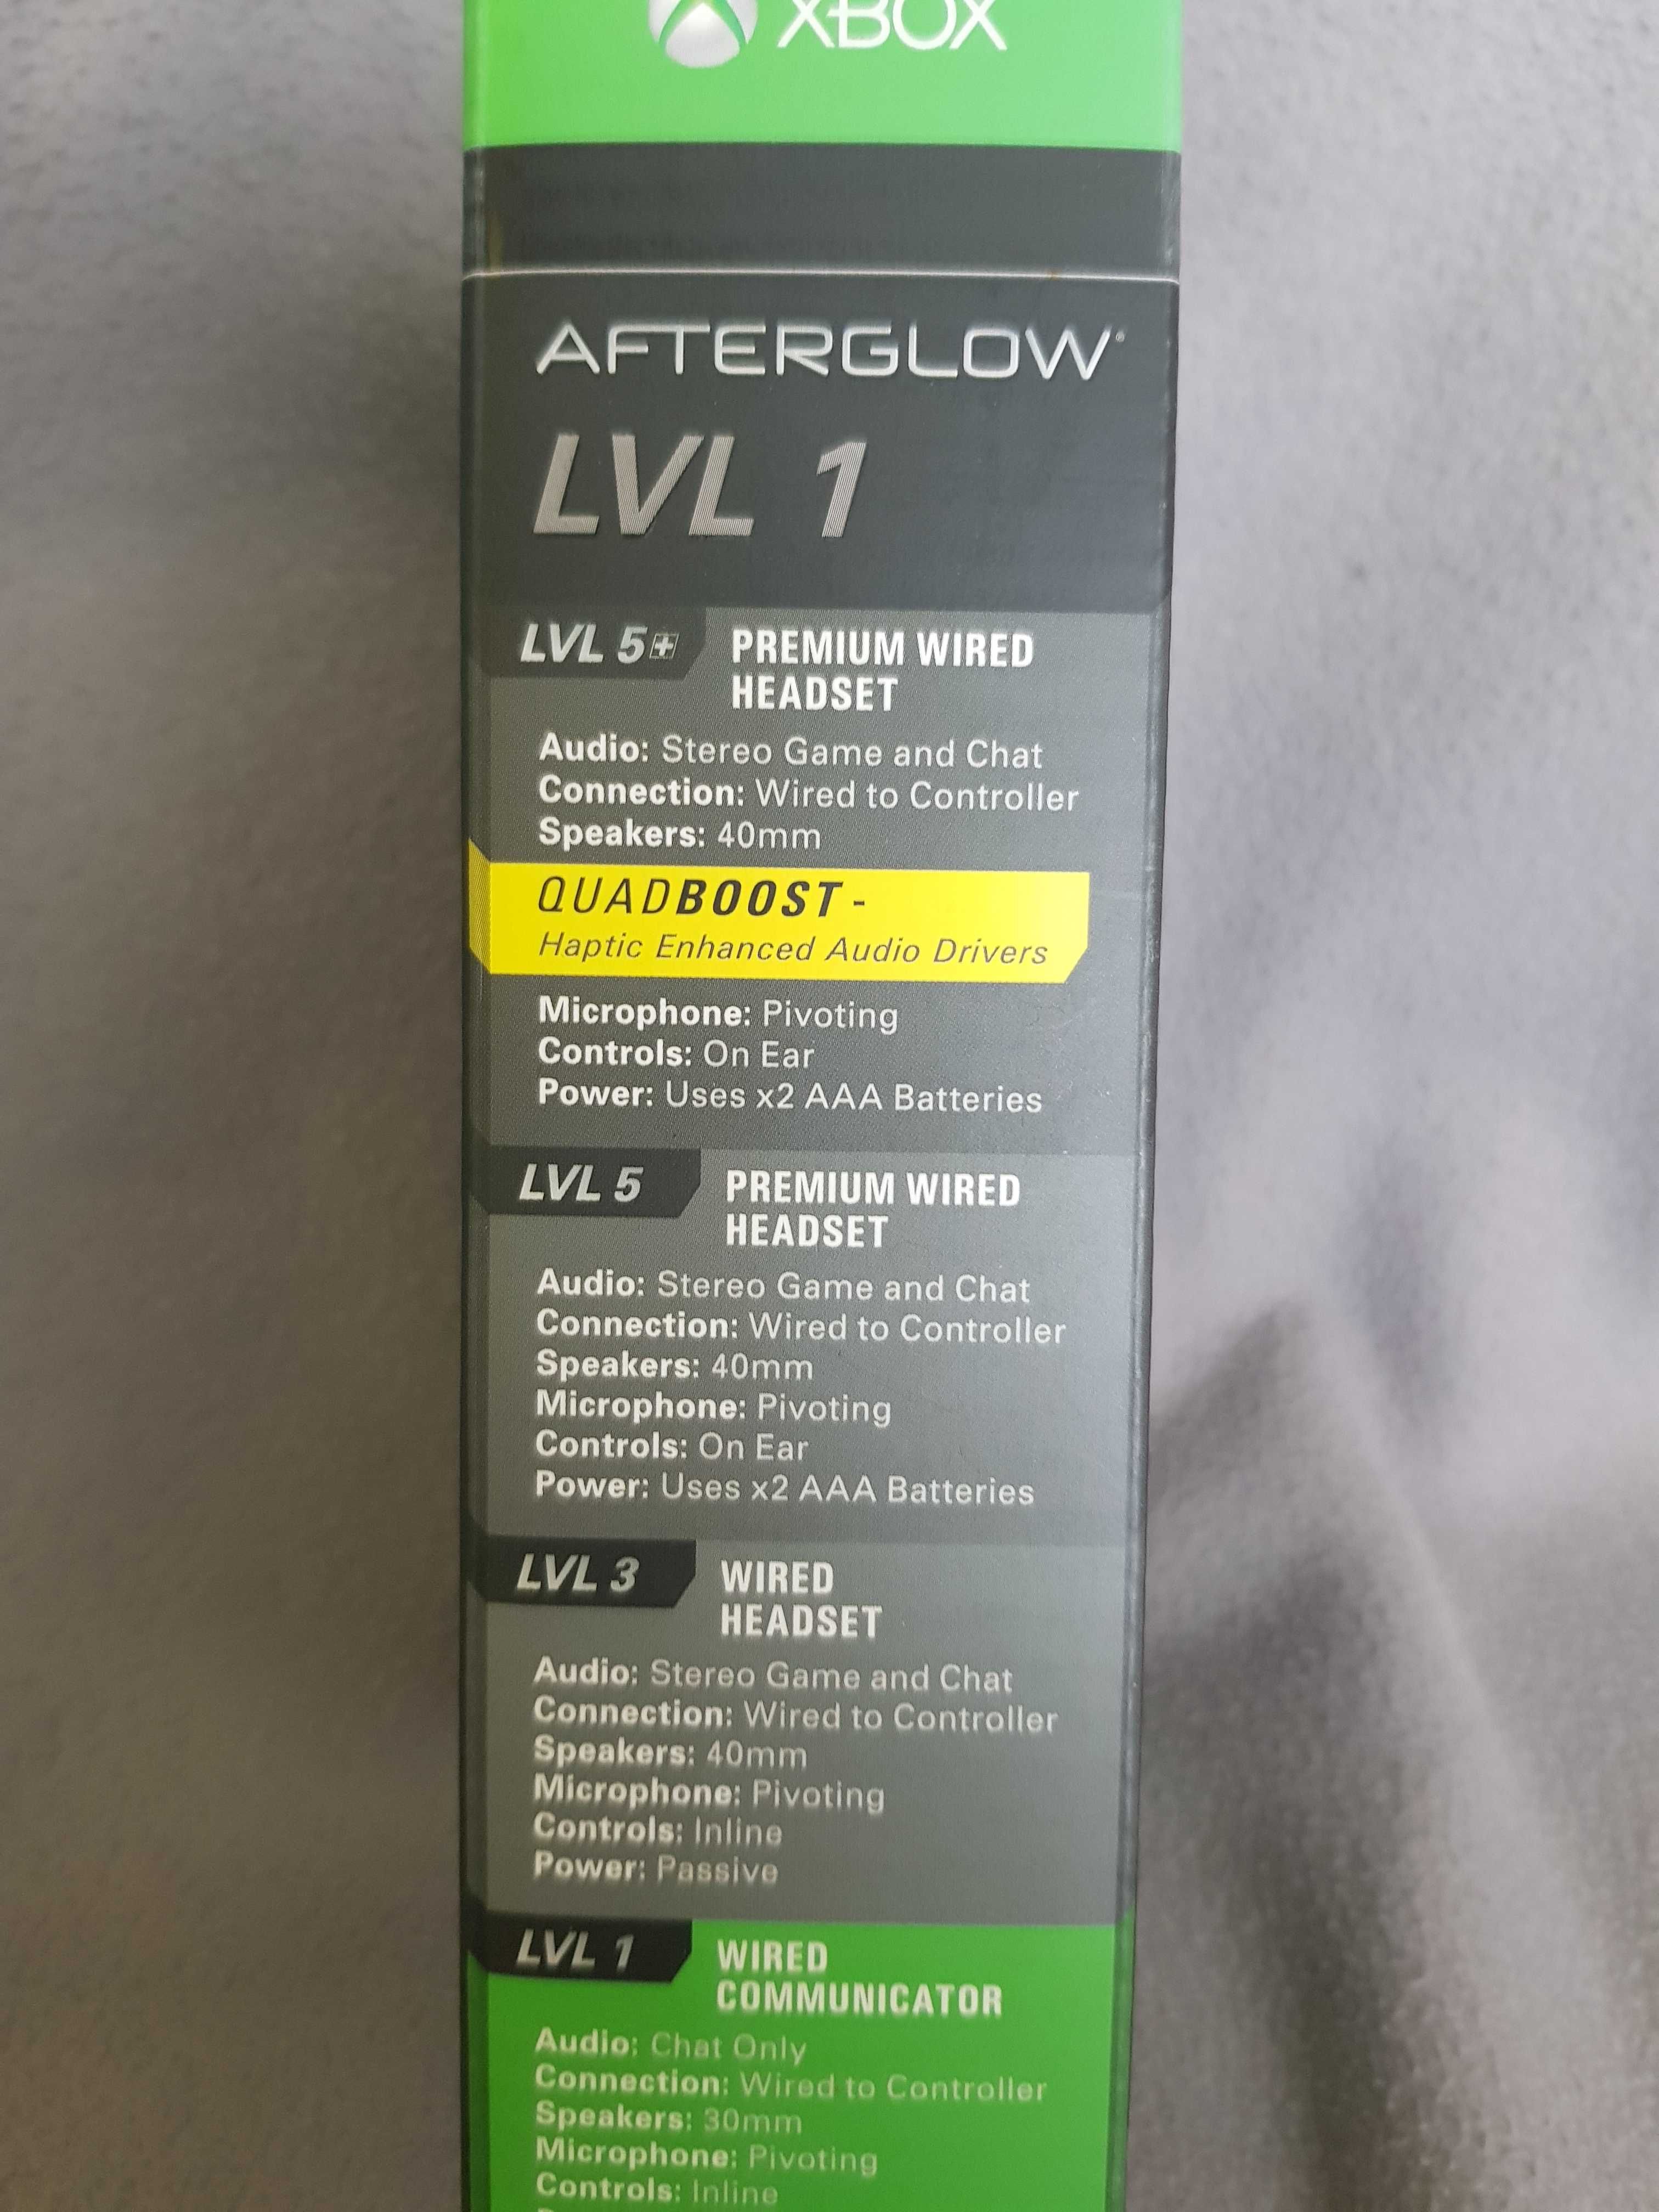 XBOX
AFTERGLOW
LVL 1
LVL 5+ PREMIUM WIRED
HEADSET
Audio: Stereo Game and Chat
Connection: Wired to Controller
Speakers: 40mm
QUADBOOST -
Haptic Enhanced Audio Drivers
Microphone: Pivoting
Controls: On Ear
Power: Uses x2 AAA Batteries
LVL 5 PREMIUM WIRED
HEADSET
Audio: Stereo Game and Chat
Connection: Wired to Controller
Speakers: 40mm
Microphone: Pivoting
Controls: On Ear
Power: Uses x2 AAA Batteries
LVL 3 WIRED
HEADSET
Audio: Stereo Game and Chat
Connection: Wired to Controller
Speakers: 40mm
Microphone: Pivoting
Controls: Inline
Power: Passive
LVL 1 WIRED
COMMUNICATOR
Audio: Chat Only
Connection: Wired to Controller
Speakers: 30mm
Microphone: Pivoting
Controls: Inline